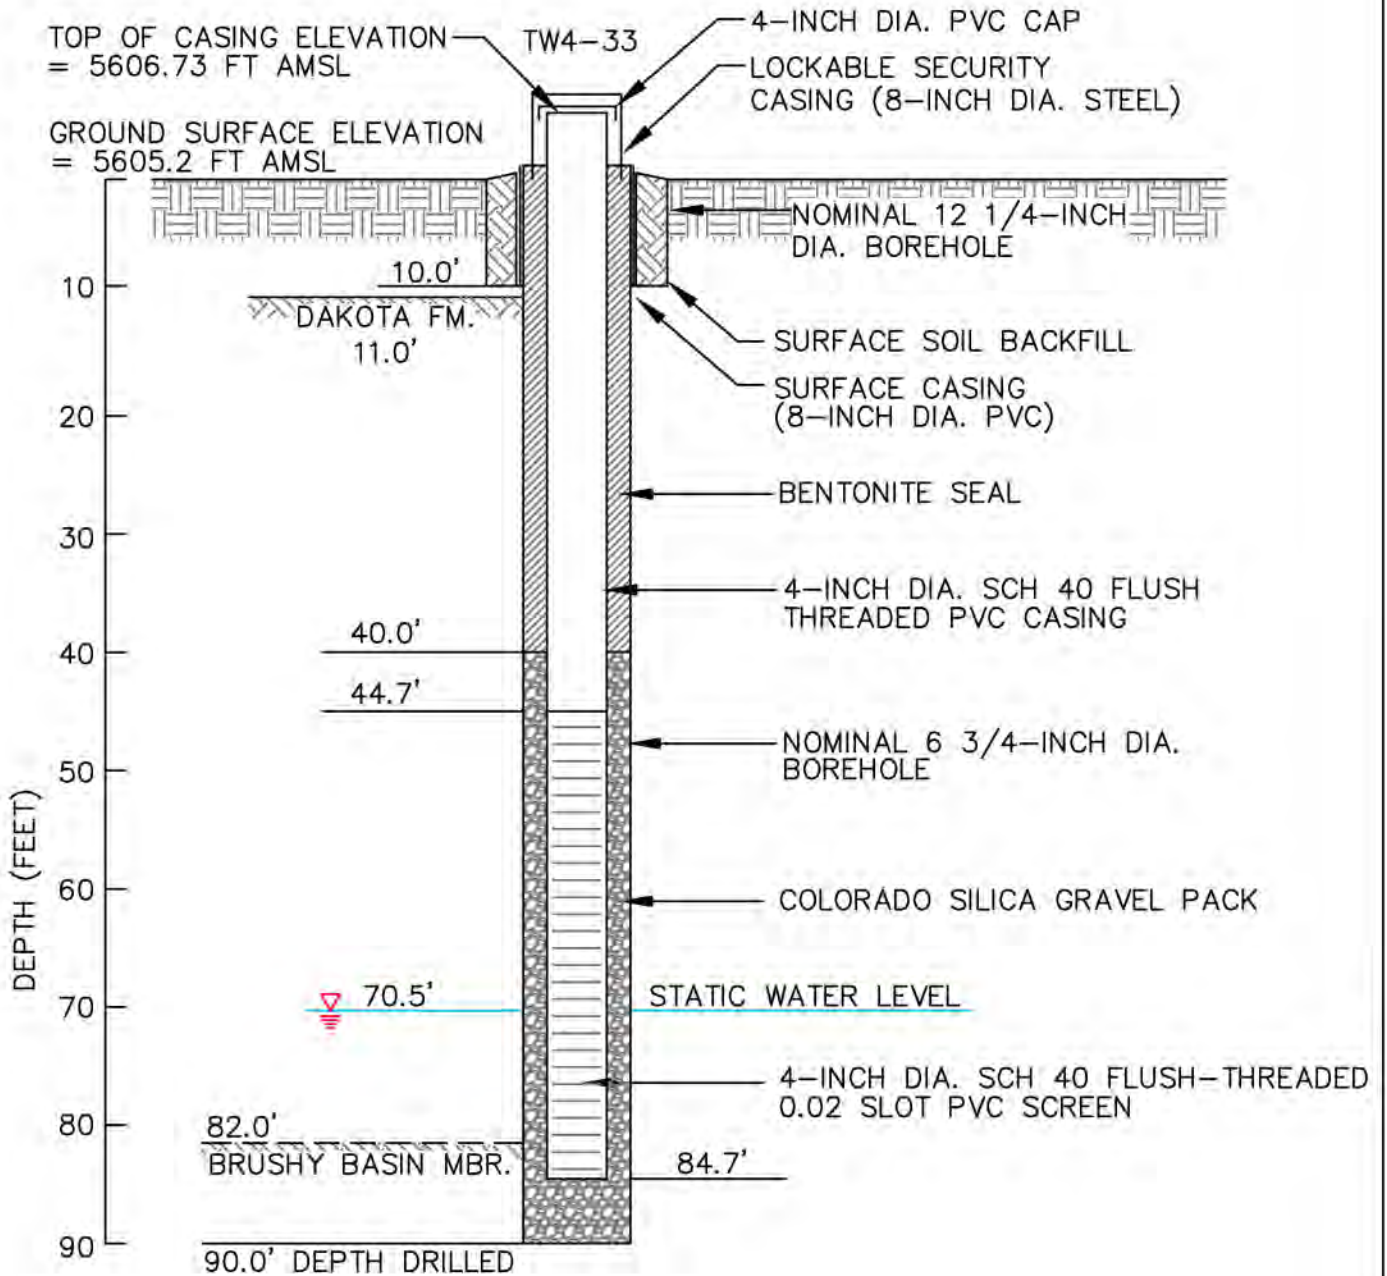 TOP OF CASING ELEVATION
= 5606.73 FT AMSL
TW4-33
4-INCH DIA. PVC CAP
LOCKABLE SECURITY
CASING (8-INCH DIA. STEEL)
GROUND SURFACE ELEVATION
= 5605.2 FT AMSL
NOMINAL 12 1/4-INCH
DIA. BOREHOLE
10.0'
10
DAKOTA FM.
11.0'
SURFACE SOIL BACKFILL
SURFACE CASING
(8-INCH DIA. PVC)
20
BENTONITE SEAL
30
4-INCH DIA. SCH 40 FLUSH
THREADED PVC CASING
40.0'
40
44.7'
NOMINAL 6 3/4-INCH DIA.
BOREHOLE
50
DEPTH (FEET)
60
COLORADO SILICA GRAVEL PACK
70.5'
STATIC WATER LEVEL
70
4-INCH DIA. SCH 40 FLUSH-THREADED
0.02 SLOT PVC SCREEN
80
82.0'
BRUSHY BASIN MBR.
84.7'
90
90.0' DEPTH DRILLED